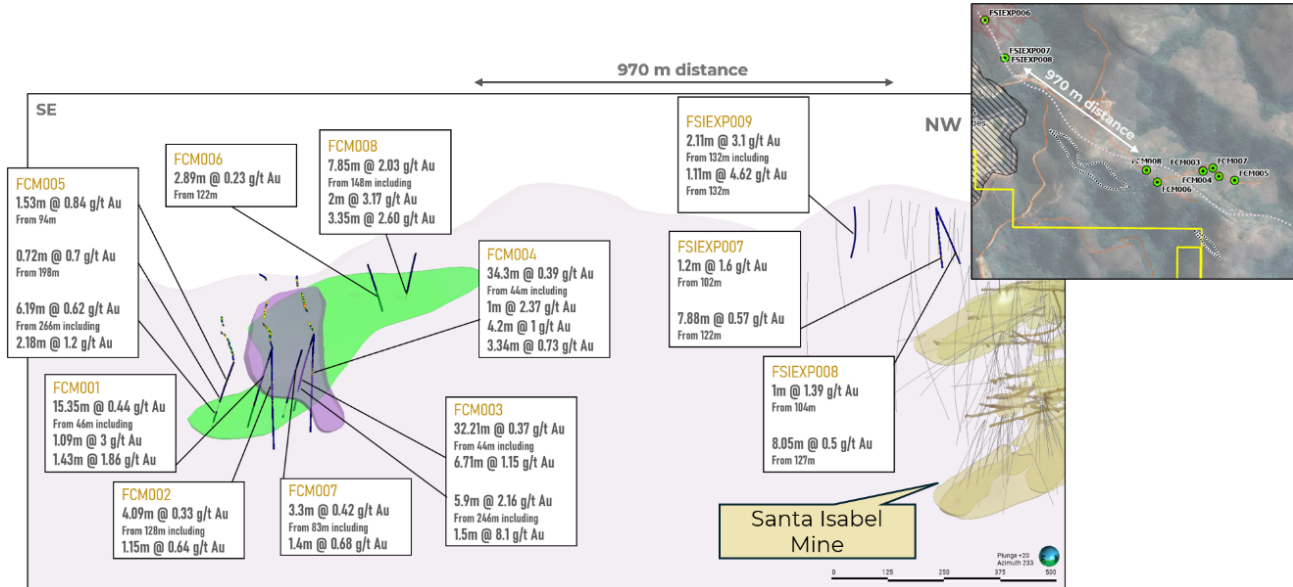 970 m distance
SE
NW
FCM005
1.53m @ 0.84 g/t Au
From 94m
0.72m @ 0.7 g/t Au
From 198m
6.19m @ 0.62 g/t Au
From 266m including
2.18m @ 1.2 g/t Au
FCM006
2.89m @ 0.23 g/t Au
From 122m
FCM008
7.85m @ 2.03 g/t Au
From 148m including
2m @ 3.17 g/t Au
3.35m @ 2.60 g/t Au
FCM004
34.3m @ 0.39 g/t Au
From 44m including
1m @ 2.37 g/t Au
4.2m @ 1 g/t Au
3.34m @ 0.73 g/t Au
FSIEXP009
2.11m @ 3.1 g/t Au
From 132m including
1.11m @ 4.62 g/t Au
From 132m
FSIEXP007
1.2m @ 1.6 g/t Au
From 102m
7.88m @ 0.57 g/t Au
From 122m
FSIEXP008
1m @ 1.39 g/t Au
From 104m
8.05m @ 0.5 g/t Au
From 127m
FCM001
15.35m @ 0.44 g/t Au
From 46m including
1.09m @ 3 g/t Au
1.43m @ 1.86 g/t Au
FCM002
4.09m @ 0.33 g/t Au
From 128m including
1.15m @ 0.64 g/t Au
FCM007
3.3m @ 0.42 g/t Au
From 83m including
1.4m @ 0.68 g/t Au
FCM003
32.21m @ 0.37 g/t Au
From 44m including
6.71m @ 1.15 g/t Au
5.9m @ 2.16 g/t Au
From 246m including
1.5m @ 8.1 g/t Au
Santa Isabel
Mine
Plunge +20
Azimuth 233
0 125 250 375 500
FSIEXP006
FSIEXP007
FSIEXP008
970 m distance
FCM008
FCM003
FCM007
FCM004
FCM005
FCM006